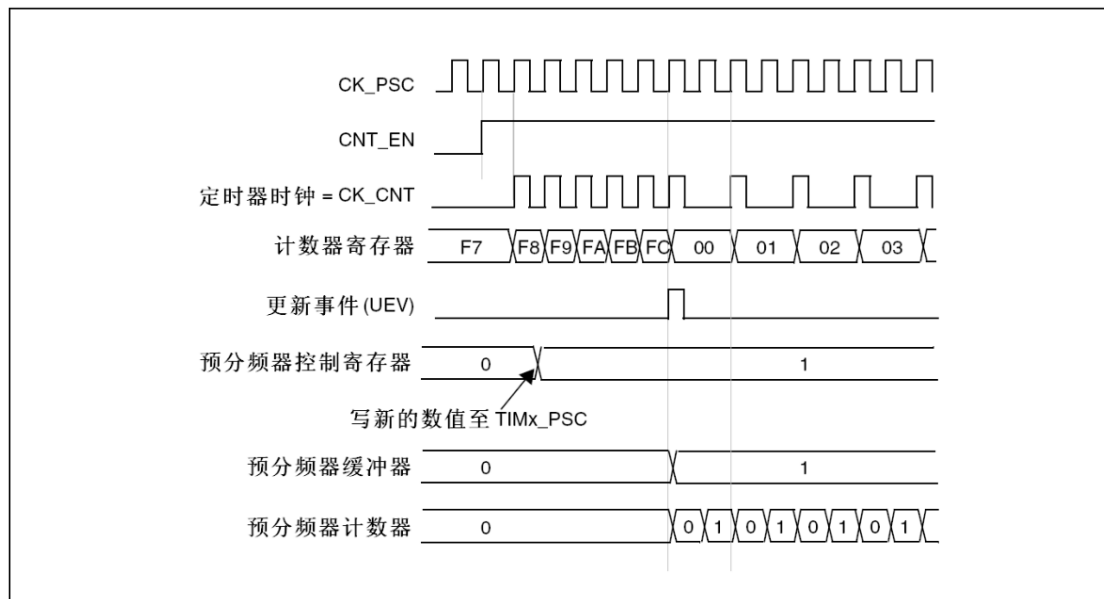 CK_PSC
CNT_EN
定时器时钟 = CK_CNT
计数器寄存器 F7 F8 F9 FA FB FC 00 01 02 03
更新事件(UEV)
预分频器控制寄存器 0 1
写新的数值至 TIMx_PSC
预分频器缓冲器 0 1
预分频器计数器 0 0 1 0 1 0 1 0 1